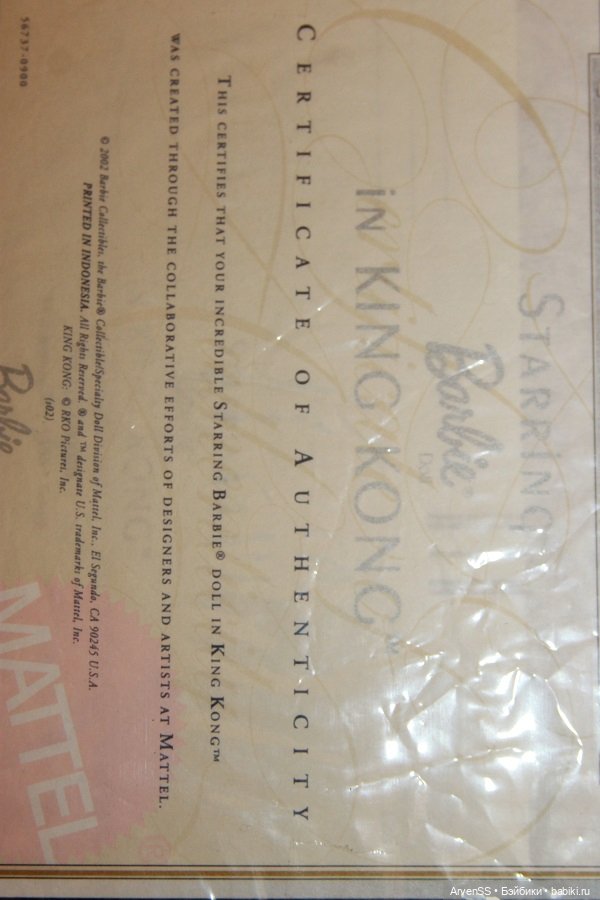 STARRING
Barbie® DOLL
IN KING KONG™
CERTIFICATE OF AUTHENTICITY
THIS CERTIFIES THAT YOUR INCREDIBLE STARRING BARBIE® DOLL IN KING KONG™
WAS CREATED THROUGH THE COLLABORATIVE EFFORTS OF DESIGNERS AND ARTISTS AT MATTEL.
© 2002 Barbie Collectibles, the Barbie® Collectible/Specialty Doll Division of Mattel, Inc., El Segundo, CA 90245 U.S.A.
PRINTED IN INDONESIA. All Rights Reserved. ® and ™ designate U.S. trademarks of Mattel, Inc.
KING KONG: © RKO Pictures, Inc.
(s02)
Barbie
MATTEL
56737-0900
AryenSS • Бэйбики • babiki.ru